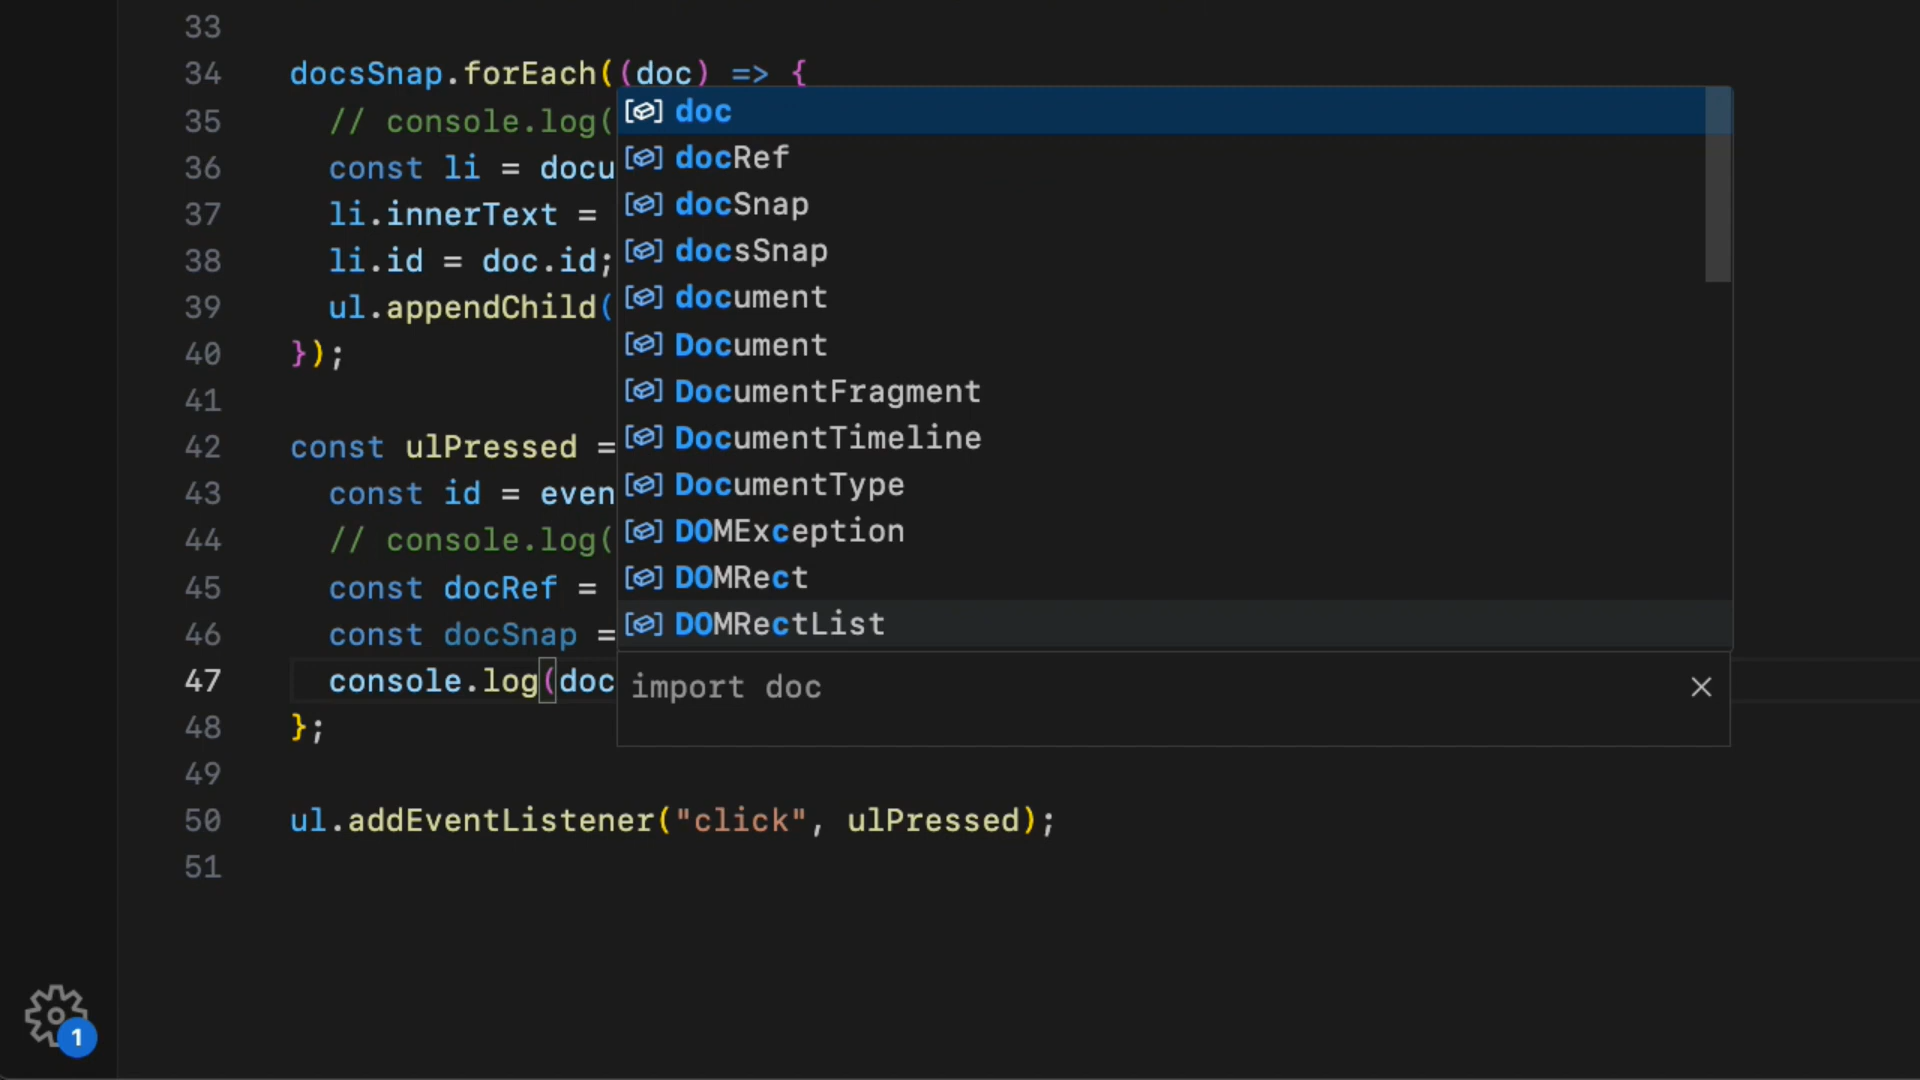 33
34 docsSnap.forEach((doc) => {
35 // console.log(
36 const li = docu
37 li.innerText =
38 li.id = doc.id;
39 ul.appendChild(
40 });
41
42 const ulPressed =
43 const id = even
44 // console.log(
45 const docRef =
46 const docSnap =
47 console.log(doc
48 };
49
50 ul.addEventListener("click", ulPressed);
51
doc
docRef
docSnap
docsSnap
document
Document
DocumentFragment
DocumentTimeline
DocumentType
DOMException
DOMRect
DOMRectList
import doc
1